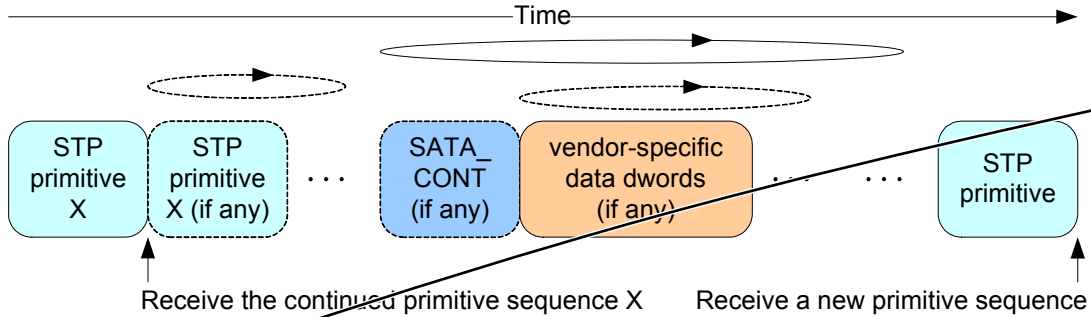 Time
STP
primitive
X
STP
primitive
X (if any)
. . .
SATA_
CONT
(if any)
vendor-specific
data dwords
(if any)
. . .
. . .
STP
primitive
Receive the continued primitive sequence X
Receive a new primitive sequence